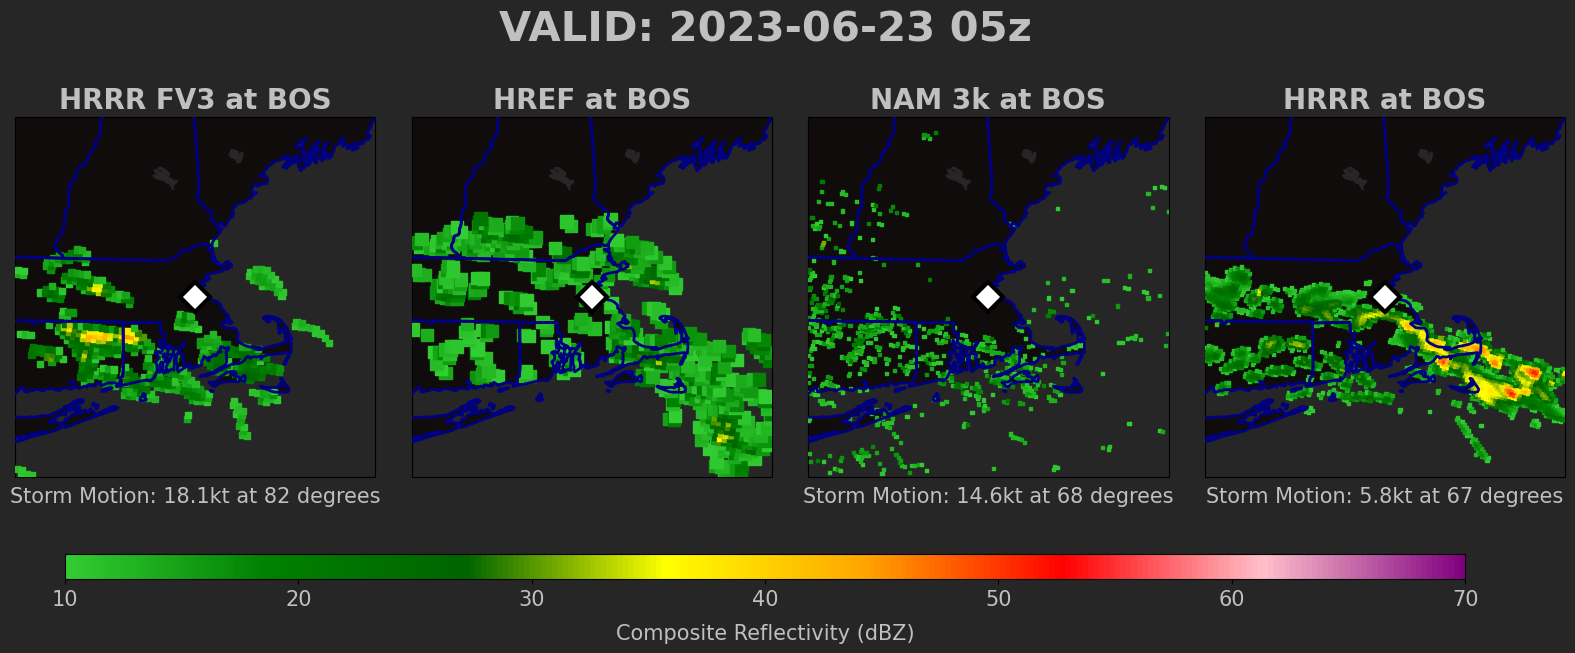 VALID: 2023-06-23 05z
HRRR FV3 at BOS
HREF at BOS
NAM 3k at BOS
HRRR at BOS
Storm Motion: 18.1kt at 82 degrees
Storm Motion: 14.6kt at 68 degrees
Storm Motion: 5.8kt at 67 degrees
10 20 30 40 50 60 70
Composite Reflectivity (dBZ)